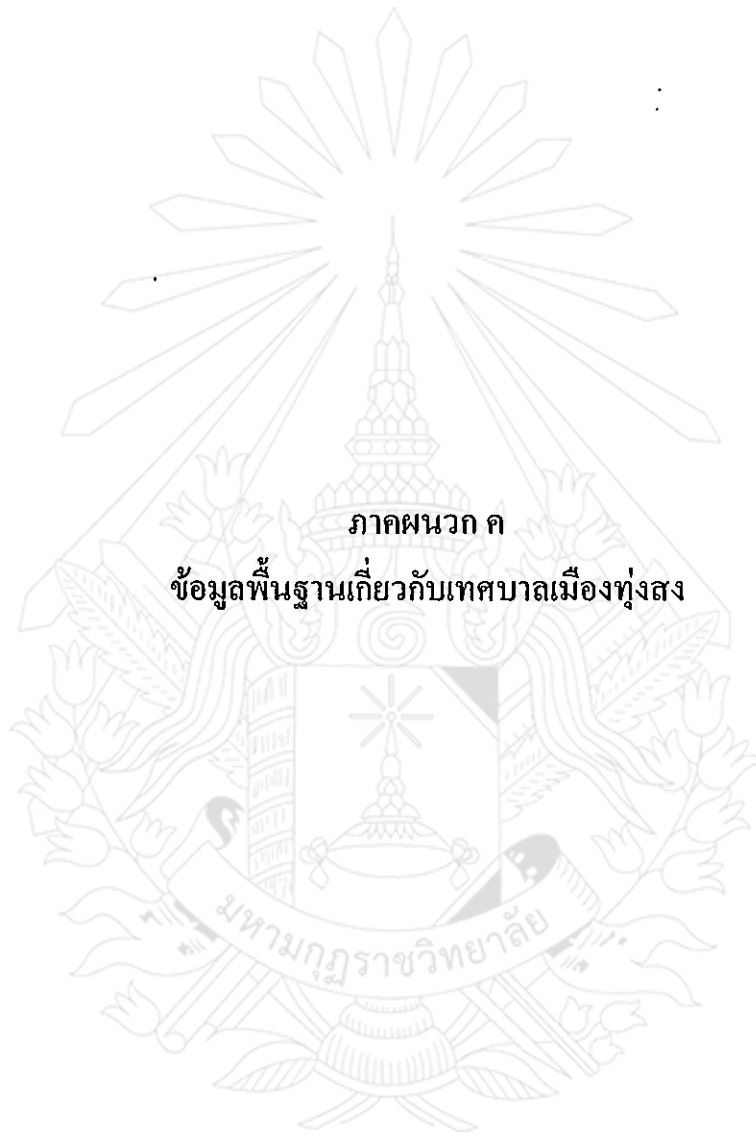 ภาคผนวก ค
ข้อมูลพื้นฐานเกี่ยวกับเทศบาลเมืองทุ่งสง
มหามกุฏราชวิทยาลัย